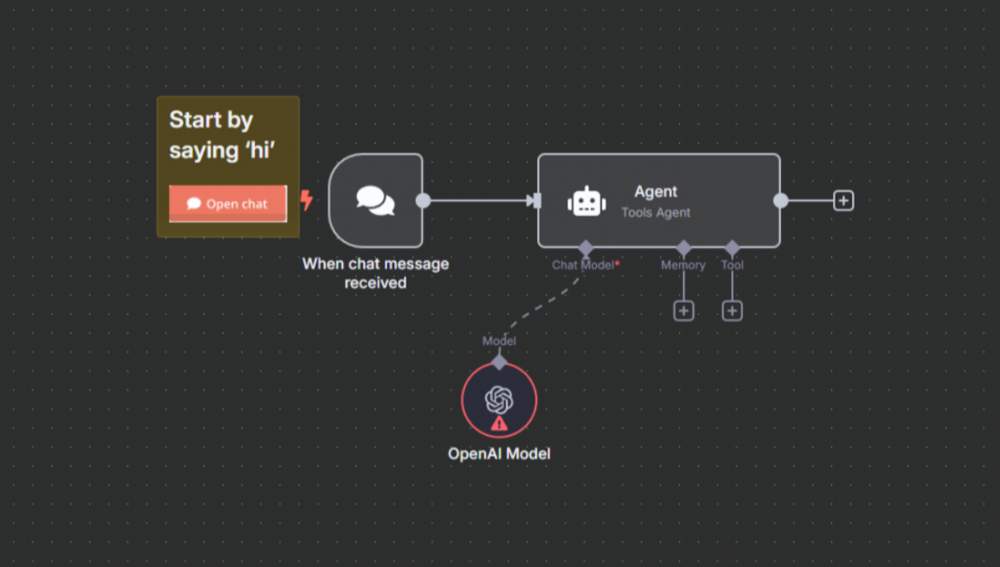 Start by
saying ‘hi’
Open chat
When chat message
received
Agent
Tools Agent
Chat Model*
Memory
Tool
Model
OpenAI Model